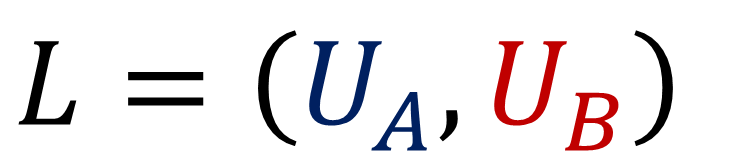 L = (U_A, U_B)